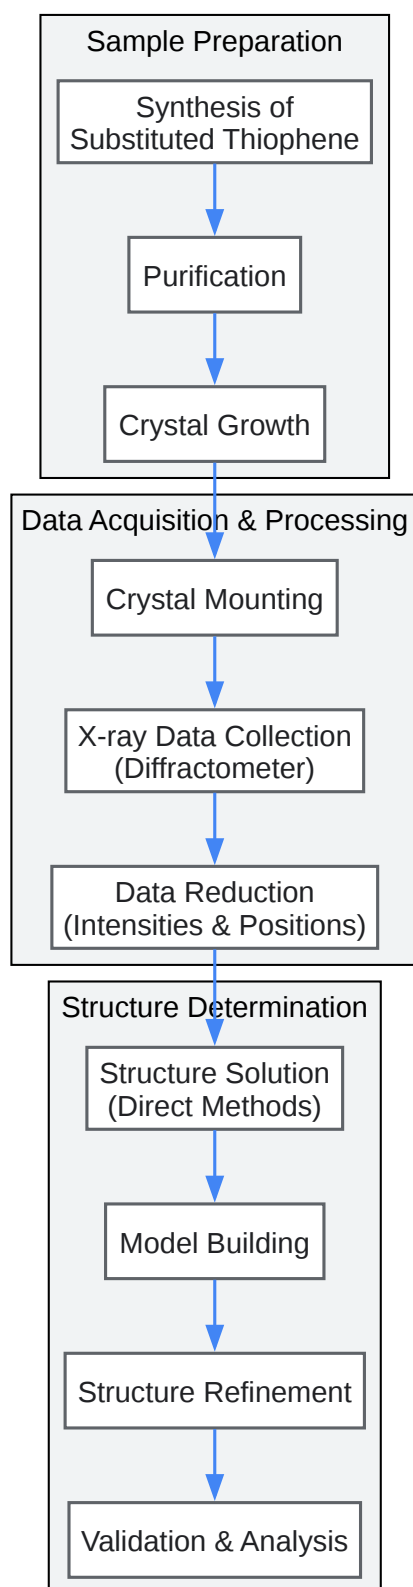 Sample Preparation
Synthesis of
Substituted Thiophene
Purification
Crystal Growth
Data Acquisition & Processing
Crystal Mounting
X-ray Data Collection
(Diffractometer)
Data Reduction
(Intensities & Positions)
Structure Determination
Structure Solution
(Direct Methods)
Model Building
Structure Refinement
Validation & Analysis